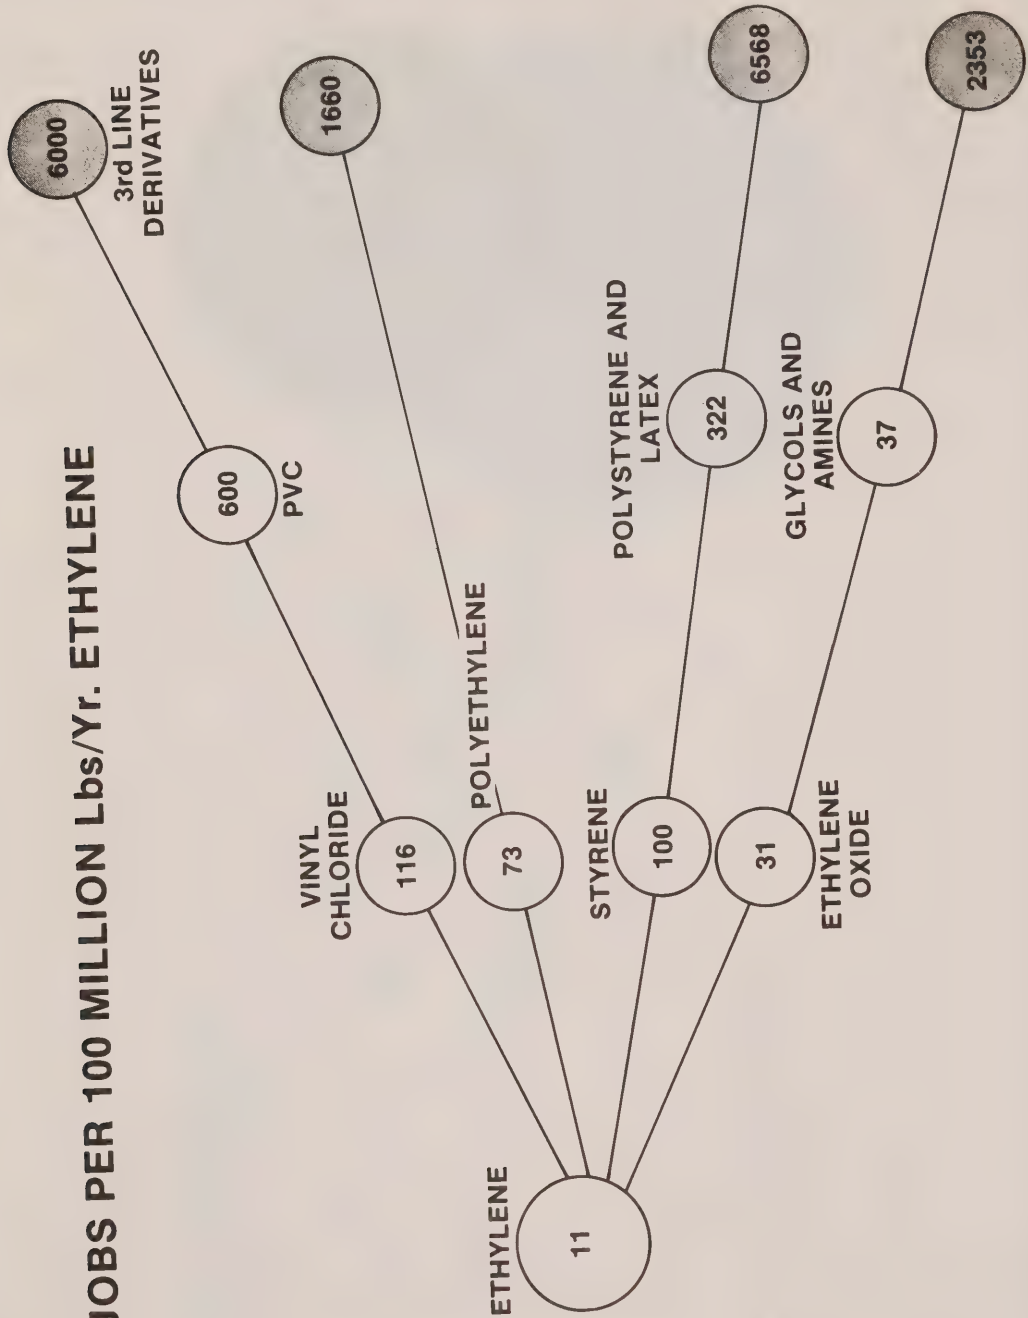 JOBS PER 100 MILLION Lbs/Yr. ETHYLENE
6000
3rd LINE
DERIVATIVES
600
PVC
VINYL
CHLORIDE
116
1660
POLYETHYLENE
73
ETHYLENE
11
STYRENE
100
POLYSTYRENE AND
LATEX
322
6568
31
ETHYLENE
OXIDE
GLYCOLS AND
AMINES
37
2353